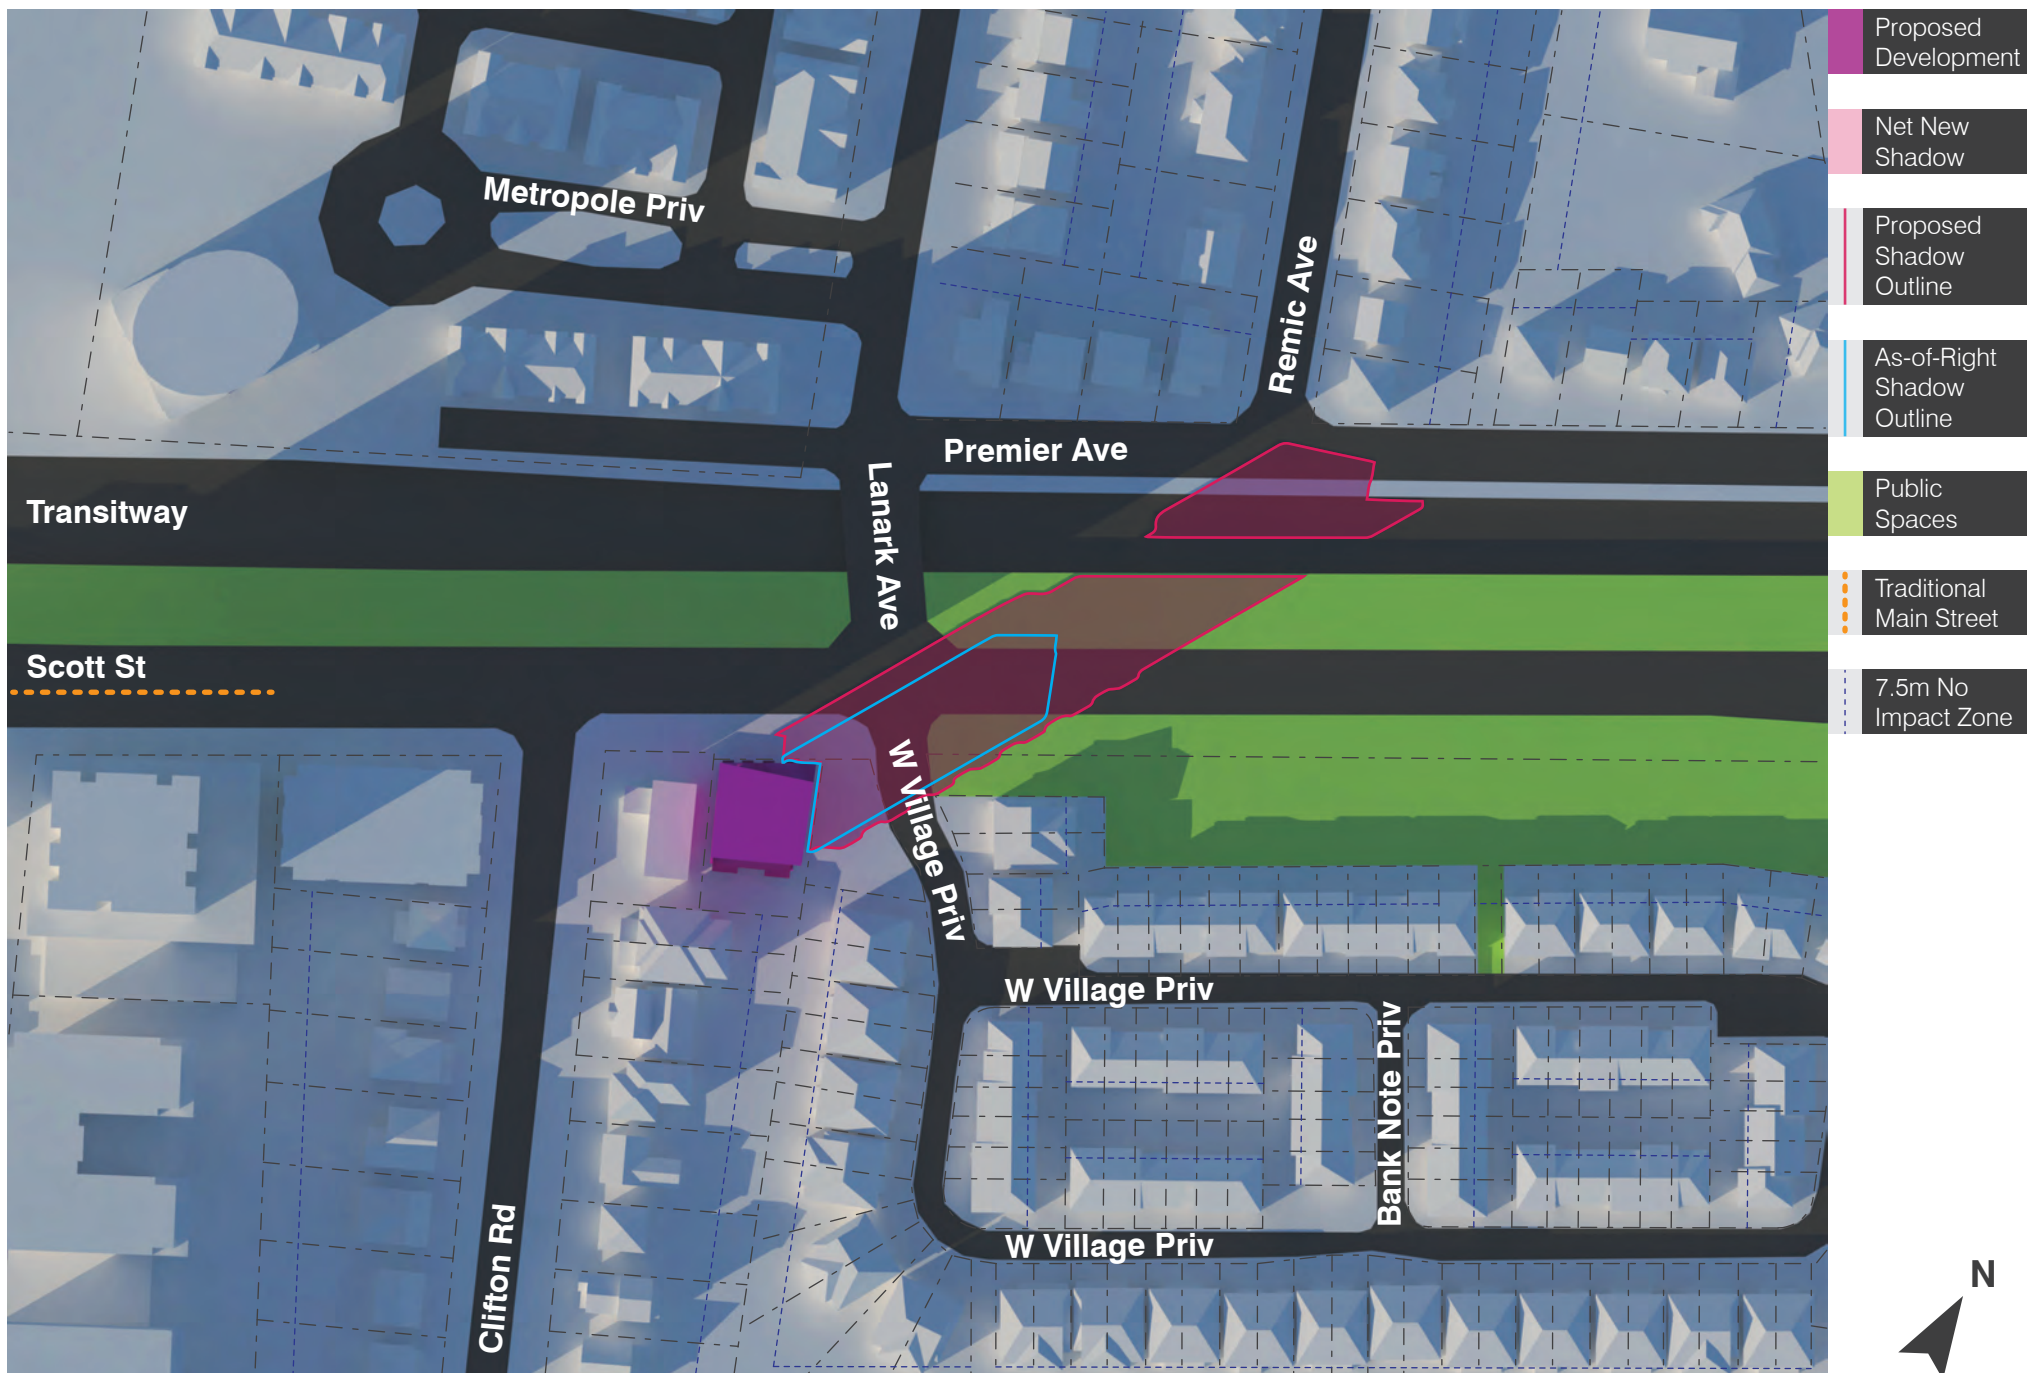 Metropole Priv
Remic Ave
Premier Ave
Lanark Ave
Transitway
Scott St
W Village Priv
W Village Priv
Bank Note Priv
W Village Priv
Clifton Rd
Proposed
Development
Net New
Shadow
Proposed
Shadow
Outline
As-of-Right
Shadow
Outline
Public
Spaces
Traditional
Main Street
7.5m No
Impact Zone
N